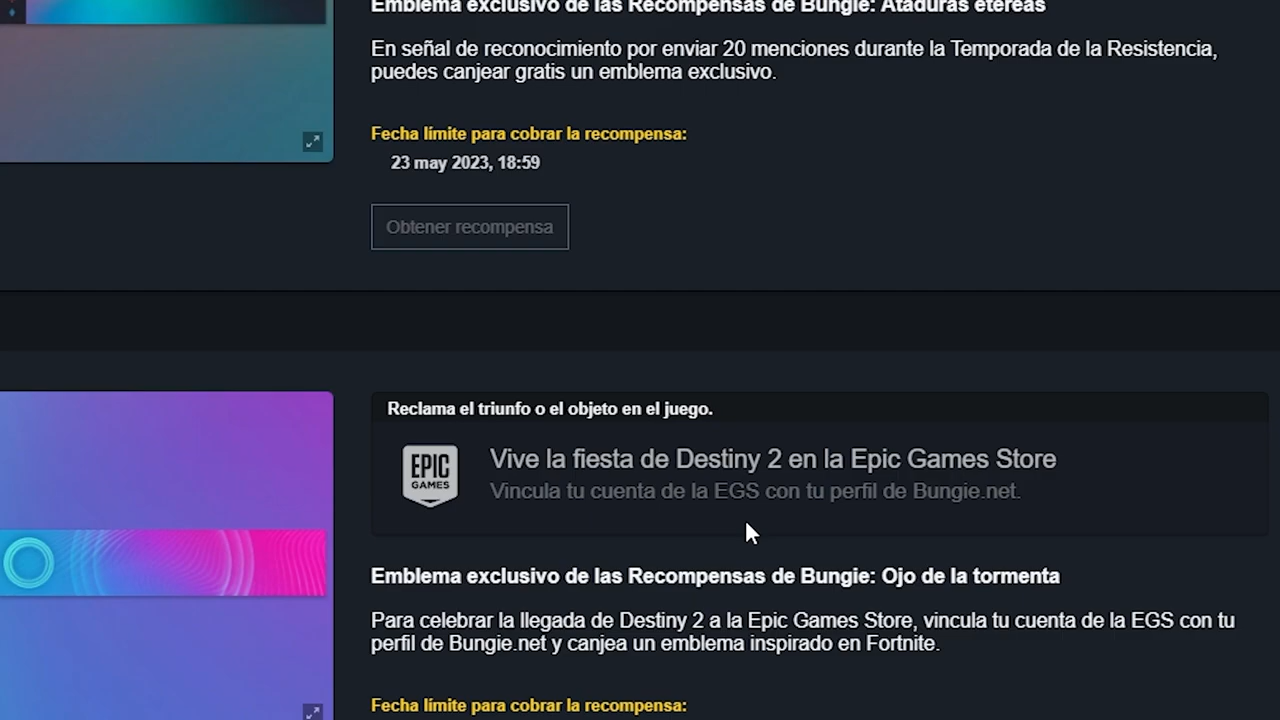 Emblema exclusivo de las Recompensas de Bungie: Ataduras etéreas
En señal de reconocimiento por enviar 20 menciones durante la Temporada de la Resistencia,
puedes canjear gratis un emblema exclusivo.
Fecha límite para cobrar la recompensa:
23 may 2023, 18:59
Obtener recompensa
Reclama el triunfo o el objeto en el juego.
EPIC
GAMES
Vive la fiesta de Destiny 2 en la Epic Games Store
Vincula tu cuenta de la EGS con tu perfil de Bungie.net.
Emblema exclusivo de las Recompensas de Bungie: Ojo de la tormenta
Para celebrar la llegada de Destiny 2 a la Epic Games Store, vincula tu cuenta de la EGS con tu
perfil de Bungie.net y canjea un emblema inspirado en Fortnite.
Fecha límite para cobrar la recompensa: